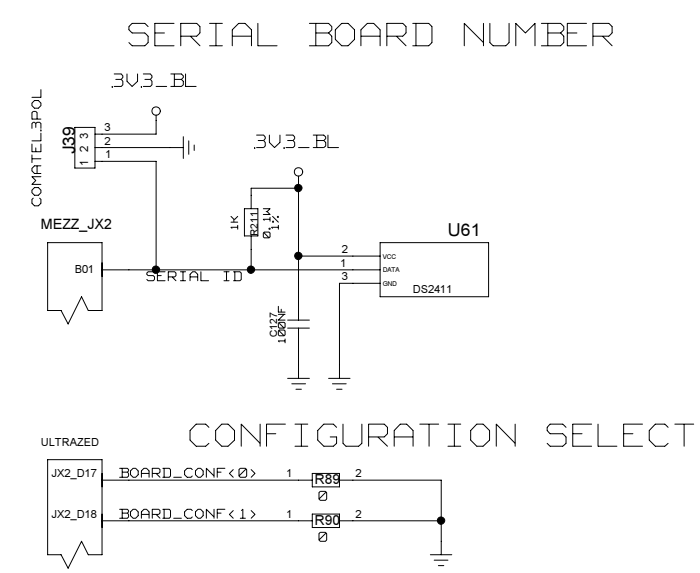 SERIAL BOARD NUMBER
3V3_BL
COMATEL3POL
J39
3
2
1
3
2
1
3V3_BL
1K
R211
0.1W
1%
MEZZ_JX2
B01
SERIAL ID
U61
2
1
3
VCC
DATA
GND
DS2411
C127
100NF
CONFIGURATION SELECT
ULTRAZED
JX2_D17
BOARD_CONF<0>
1
R89
2
0
JX2_D18
BOARD_CONF<1>
1
R90
2
0